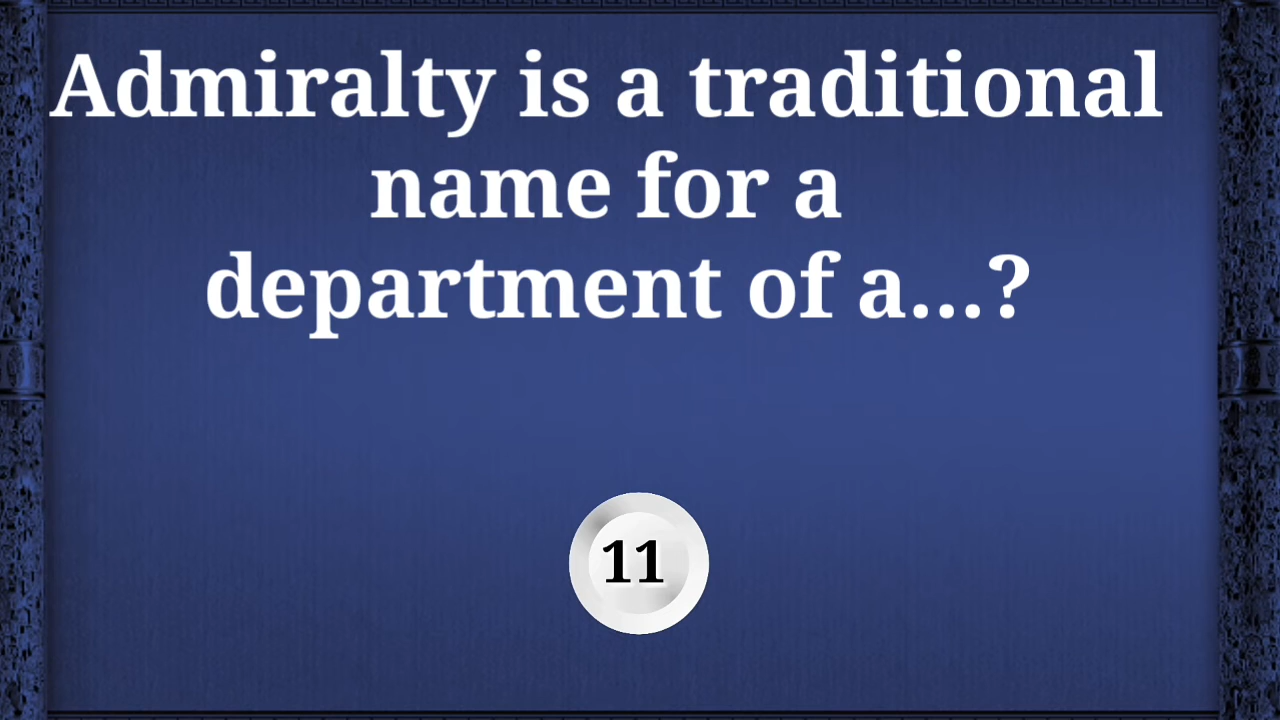 Admiralty is a traditional
name for a
department of a...?
11